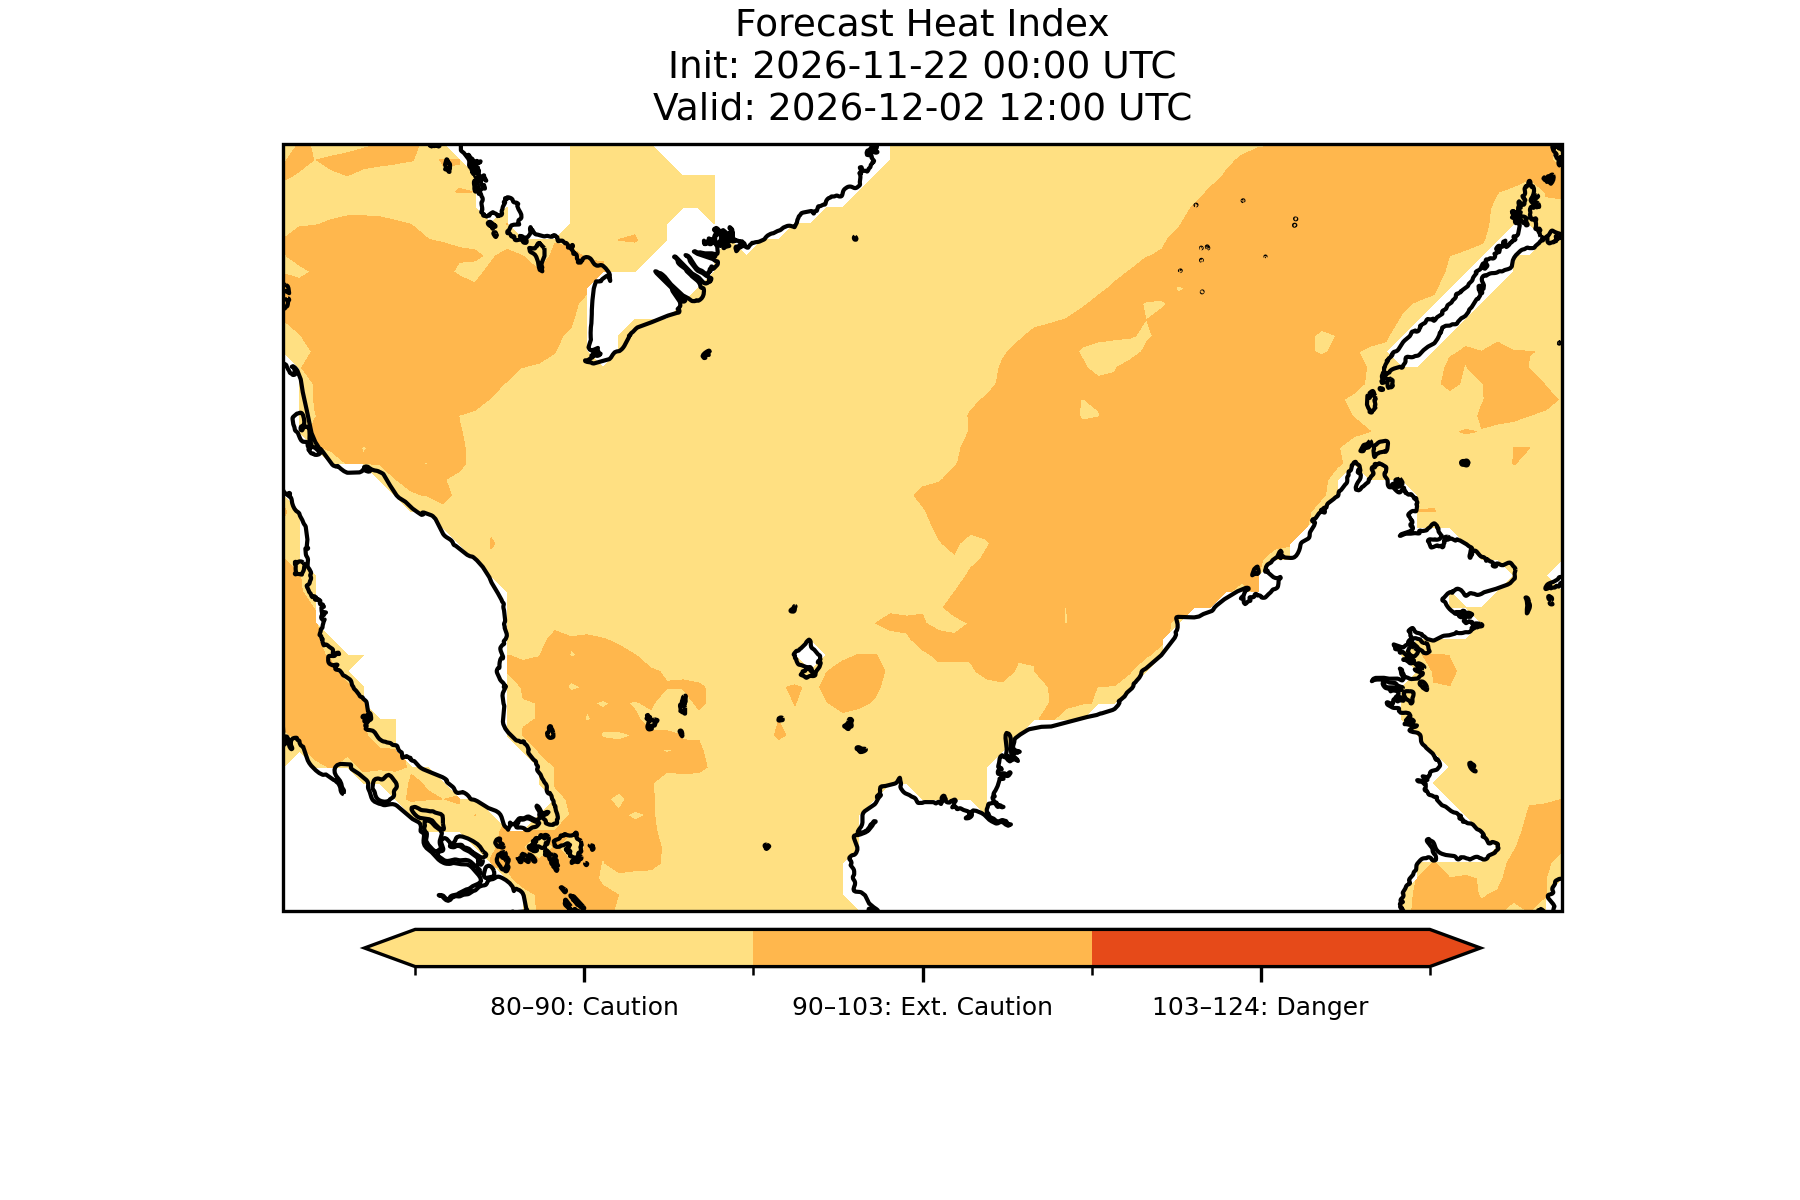 Forecast Heat Index
Init: 2026-11-22 00:00 UTC
Valid: 2026-12-02 12:00 UTC
80–90: Caution
90–103: Ext. Caution
103–124: Danger